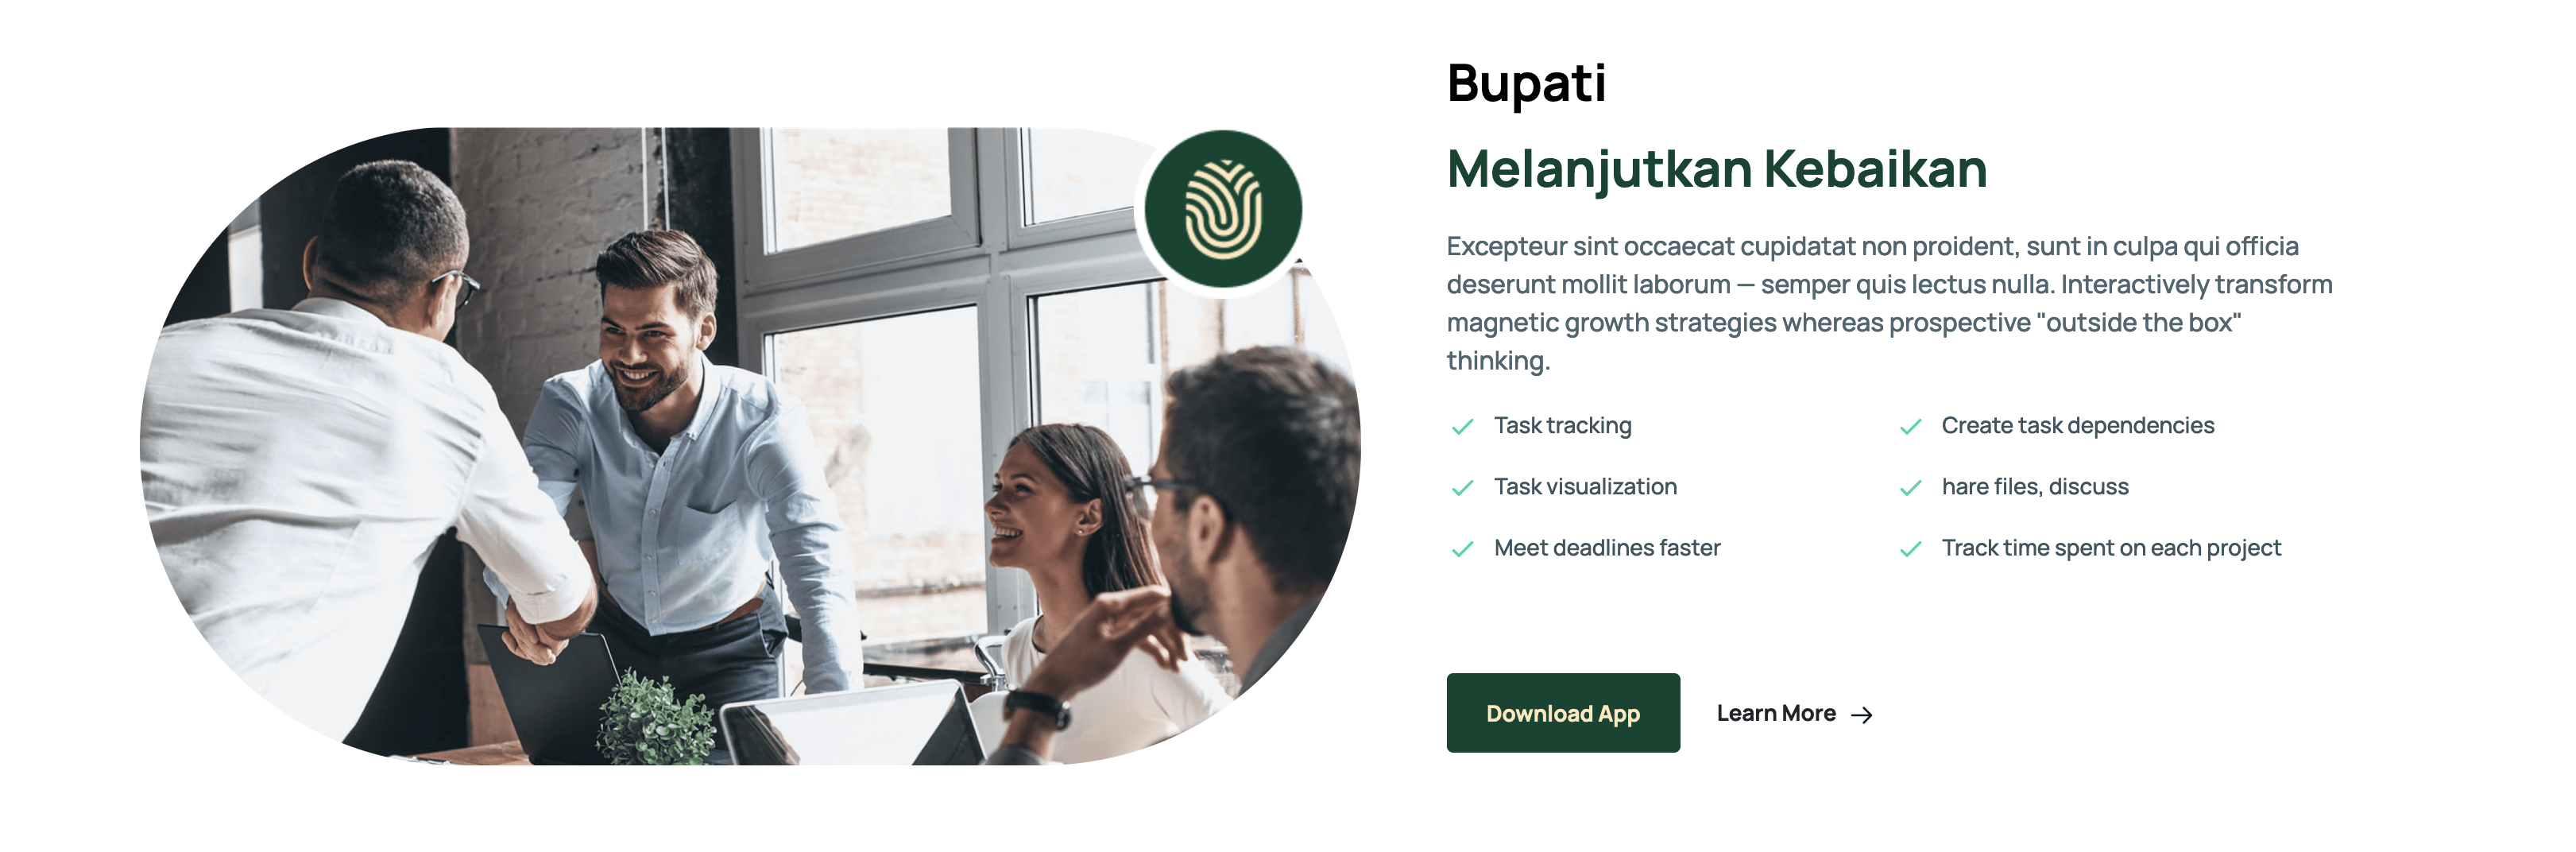 Bupati
Melanjutkan Kebaikan
Excepteur sint occaecat cupidatat non proident, sunt in culpa qui officia
deserunt mollit laborum — semper quis lectus nulla. Interactively transform
magnetic growth strategies whereas prospective "outside the box"
thinking.
Task tracking
Create task dependencies
Task visualization
hare files, discuss
Meet deadlines faster
Track time spent on each project
Download App
Learn More →